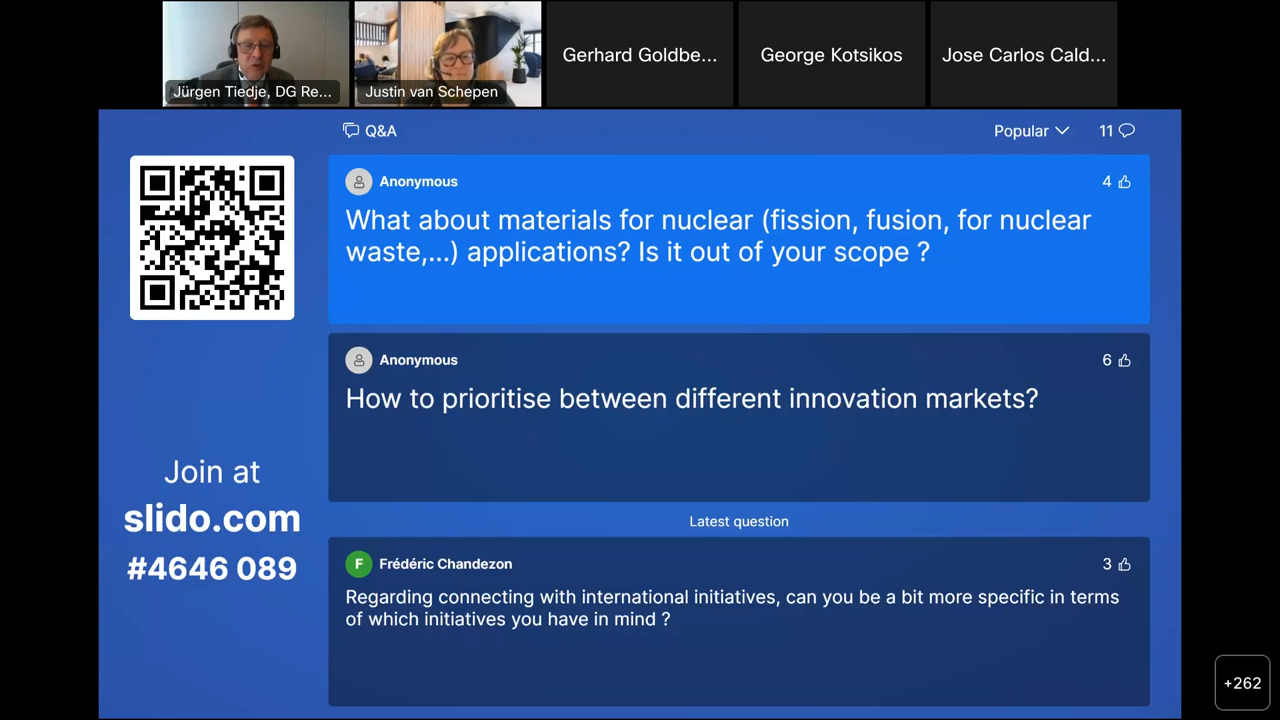 Jürgen Tiedje, DG Re...
Justin van Schepen
Gerhard Goldbe...
George Kotsikos
Jose Carlos Cald...
Q&A
Popular
11
Anonymous
4
What about materials for nuclear (fission, fusion, for nuclear
waste,...) applications? Is it out of your scope ?
Anonymous
6
How to prioritise between different innovation markets?
Join at
slido.com
#4646 089
Latest question
F
Frédéric Chandezon
3
Regarding connecting with international initiatives, can you be a bit more specific in terms
of which initiatives you have in mind ?
+262